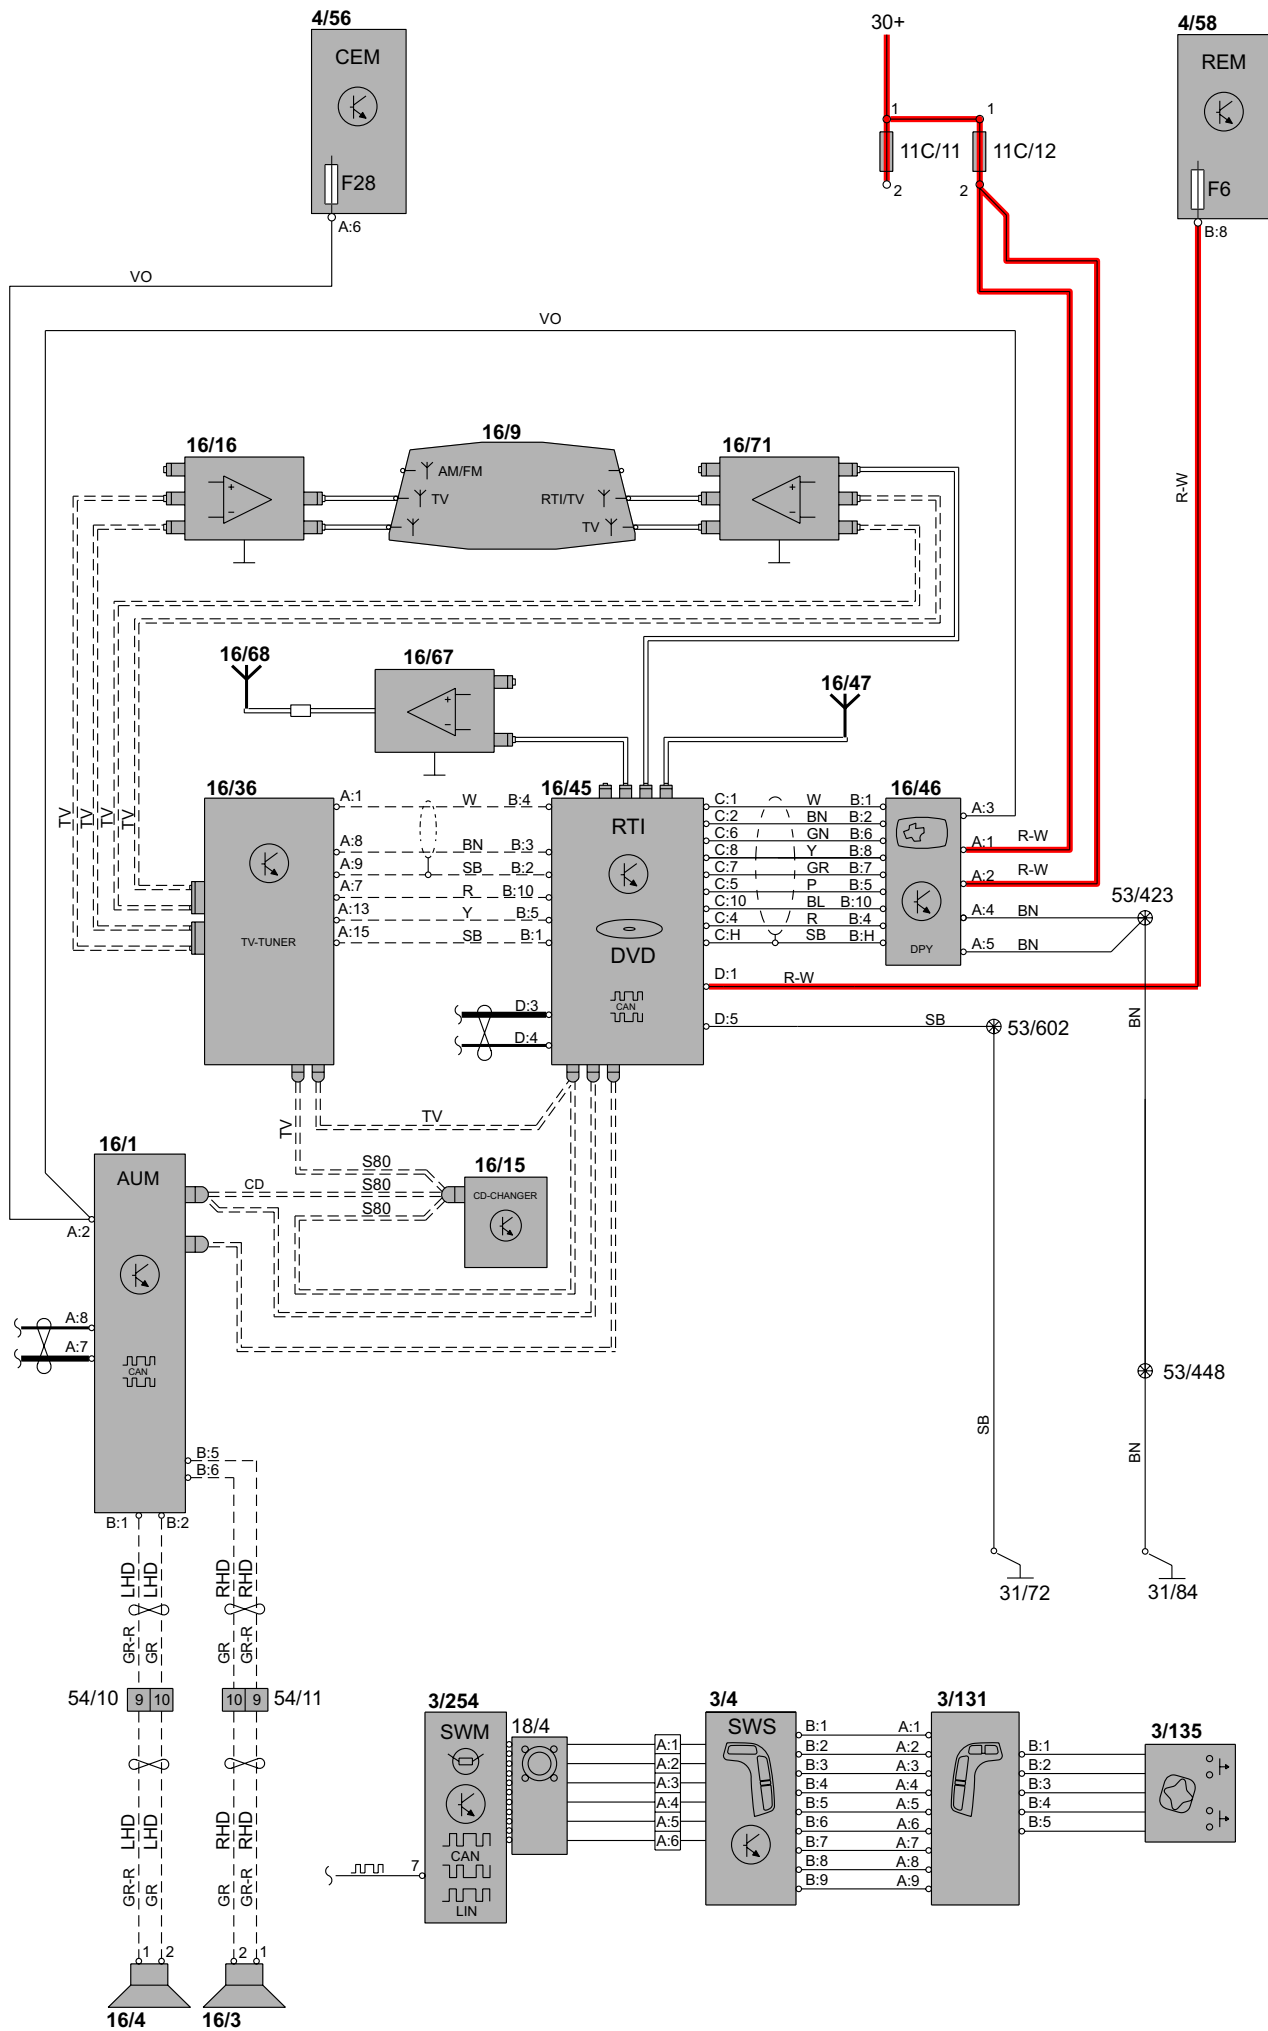 4/56
30+
4/58
CEM
REM
1
1
11C/11
11C/12
F28
2
2
F6
A:6
B:8
VO
VO
R-W
16/16
16/9
16/71
+
-
AM/FM
TV
RTI/TV
TV
+
-
16/68
16/67
+
-
16/47
TV
TV
TV
TV
16/36
TV-TUNER
A:1 W B:4
A:8 BN B:3
A:9 SB B:2
A:7 R B:10
A:13 Y B:5
A:15 SB B:1
16/45
RTI
DVD
CAN
D:3
D:4
C:1 W B:1
C:2 BN B:2
C:6 GN B:6
C:8 Y B:8
C:7 GR B:7
C:5 P B:5
C:10 BL B:10
C:4 R B:4
C:H SB B:H
16/46
DPY
A:3
A:1 R-W
A:2 R-W
A:4 BN
A:5 BN
53/423
D:1 R-W
D:5 SB
53/602
BN
TV
TV
16/1
AUM
A:2
A:8
A:7
CAN
CD
S80
S80
S80
16/15
CD-CHANGER
53/448
SB
BN
B:5
B:6
B:1
B:2
LHD
LHD
RHD
RHD
GR-R
GR
GR
GR-R
31/72
31/84
54/10
9 10
10 9
54/11
LHD
LHD
RHD
RHD
GR-R
GR
GR
GR-R
1 2
2 1
16/4
16/3
3/254
SWM
CAN
LIN
7
18/4
A:1
A:2
A:3
A:4
A:5
A:6
3/4
SWS
B:1 A:1
B:2 A:2
B:3 A:3
B:4 A:4
B:5 A:5
B:6 A:6
B:7 A:7
B:8 A:8
B:9 A:9
3/131
B:1
B:2
B:3
B:4
B:5
3/135